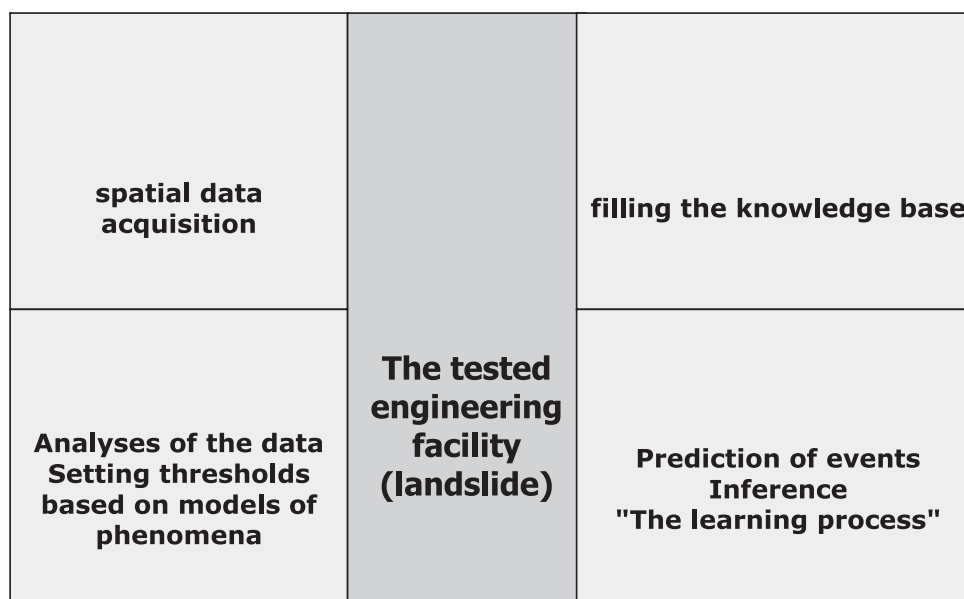 spatial data
acquisition
filling the knowledge base
The tested
engineering
facility
(landslide)
Analyses of the data
Setting thresholds
based on models of
phenomena
Prediction of events
Inference
"The learning process"